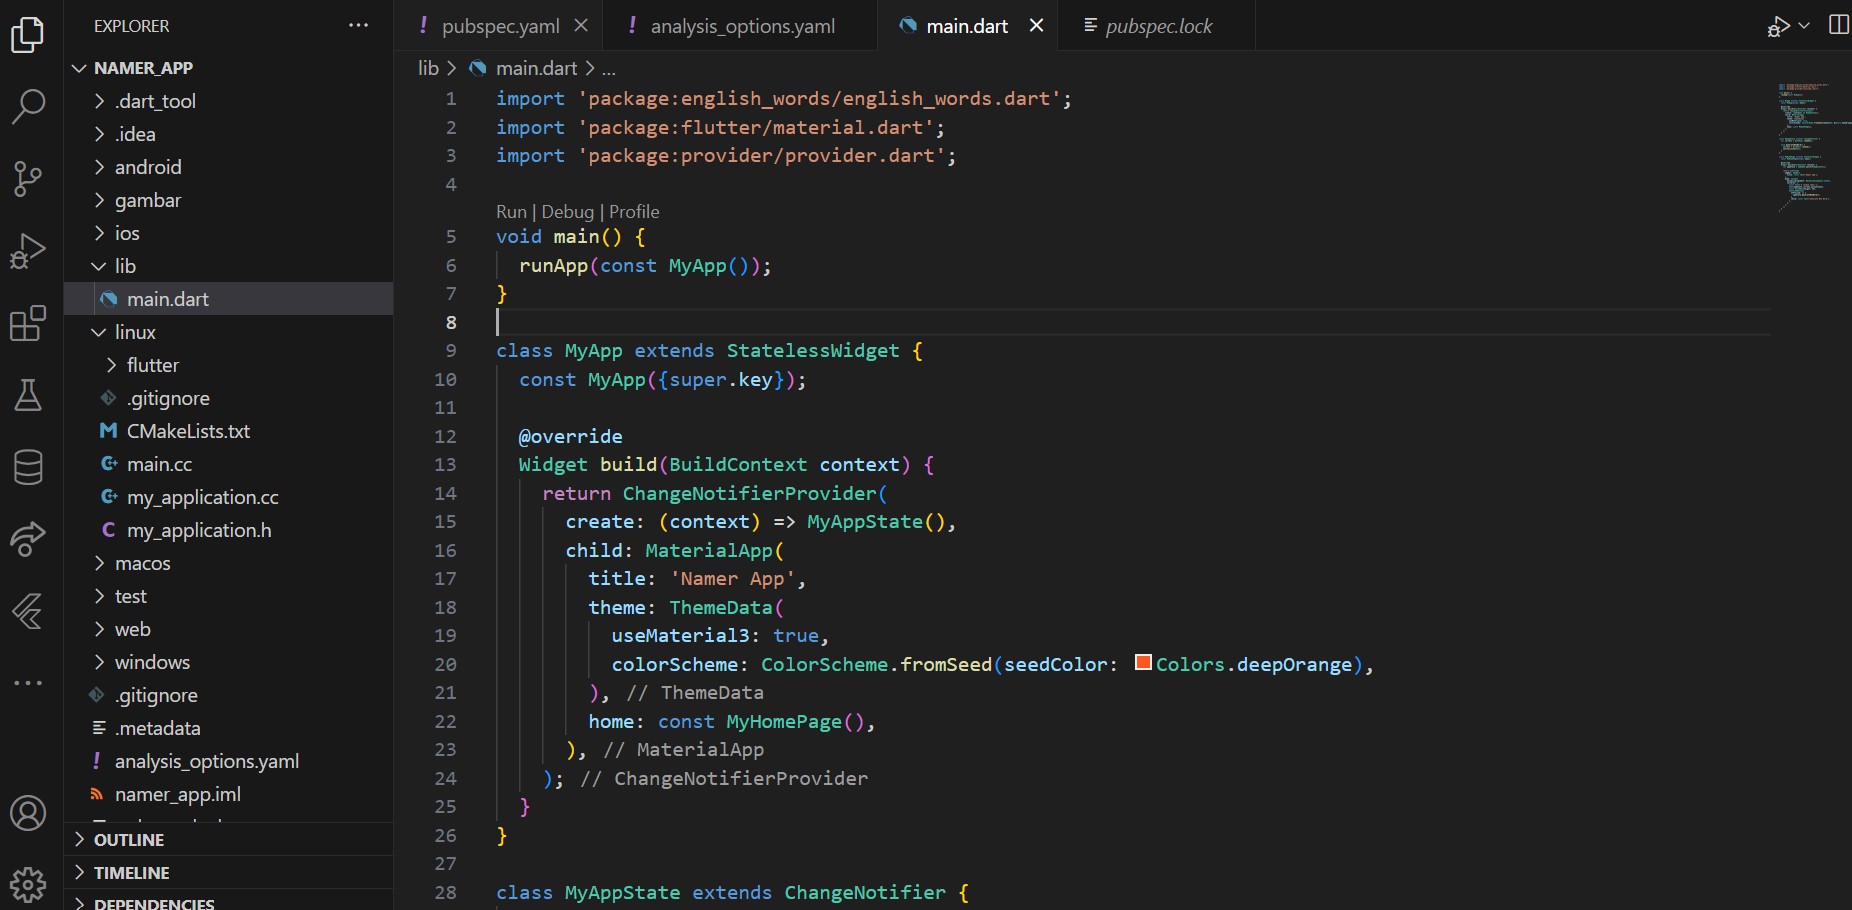 EXPLORER
NAMER_APP
.dart_tool
.idea
android
gambar
ios
lib
main.dart
linux
flutter
.gitignore
CMakeLists.txt
main.cc
my_application.cc
my_application.h
macos
test
web
windows
.gitignore
.metadata
analysis_options.yaml
namer_app.iml
OUTLINE
TIMELINE
DEPENDENCIES
pubspec.yaml
analysis_options.yaml
main.dart
pubspec.lock
lib > main.dart > ...
1 import 'package:english_words/english_words.dart';
2 import 'package:flutter/material.dart';
3 import 'package:provider/provider.dart';
4
Run | Debug | Profile
5 void main() {
6 runApp(const MyApp());
7 }
8
9 class MyApp extends StatelessWidget {
10 const MyApp({super.key});
11
12 @override
13 Widget build(BuildContext context) {
14 return ChangeNotifierProvider(
15 create: (context) => MyAppState(),
16 child: MaterialApp(
17 title: 'Namer App',
18 theme: ThemeData(
19 useMaterial3: true,
20 colorScheme: ColorScheme.fromSeed(seedColor: Colors.deepOrange),
21 ), // ThemeData
22 home: const MyHomePage(),
23 ), // MaterialApp
24 ); // ChangeNotifierProvider
25 }
26 }
27
28 class MyAppState extends ChangeNotifier {